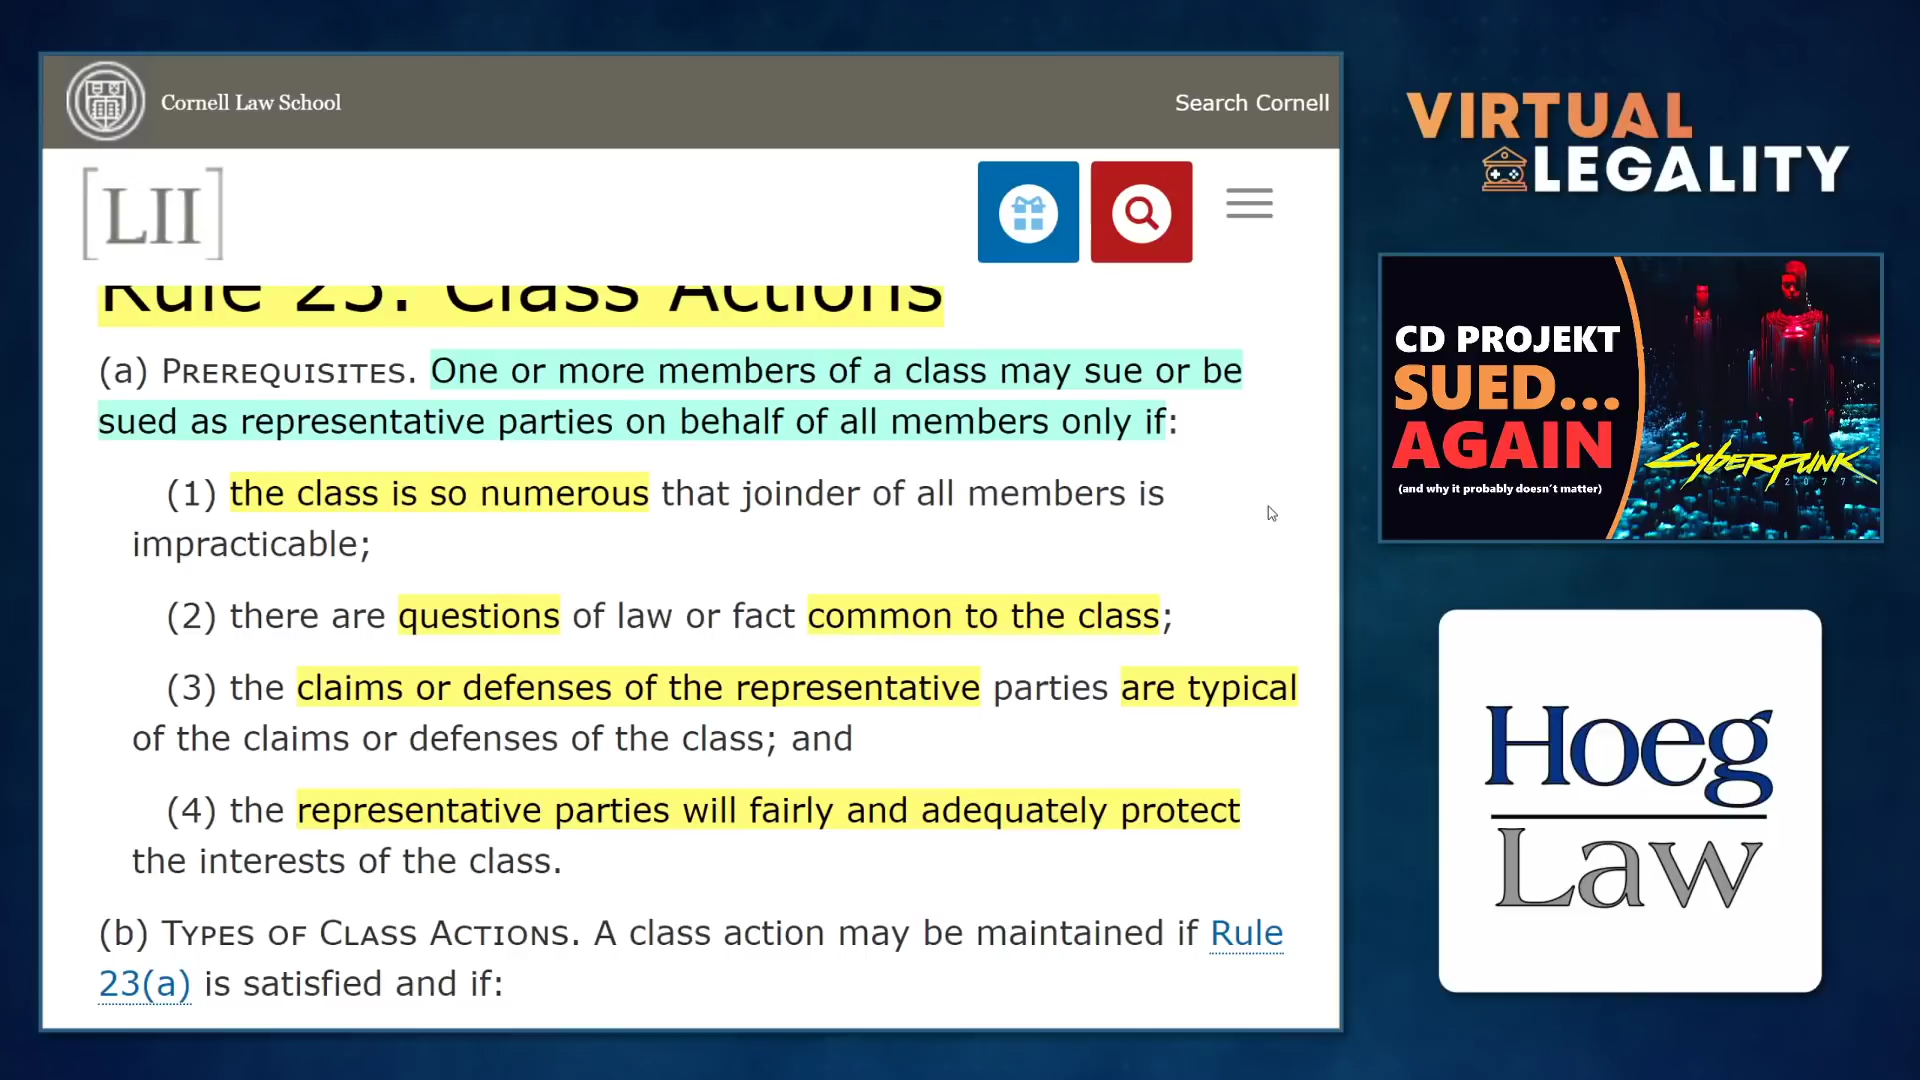 Cornell Law School
Search Cornell
[LII]
Rule 23. Class Actions
(a) PREREQUISITES. One or more members of a class may sue or be
sued as representative parties on behalf of all members only if:
(1) the class is so numerous that joinder of all members is
impracticable;
(2) there are questions of law or fact common to the class;
(3) the claims or defenses of the representative parties are typical
of the claims or defenses of the class; and
(4) the representative parties will fairly and adequately protect
the interests of the class.
(b) TYPES OF CLASS ACTIONS. A class action may be maintained if Rule
23(a) is satisfied and if:
VIRTUAL
LEGALITY
CD PROJEKT
SUED...
AGAIN
(and why it probably doesn't matter)
CYBERPUNK
2077
Hoeg
Law